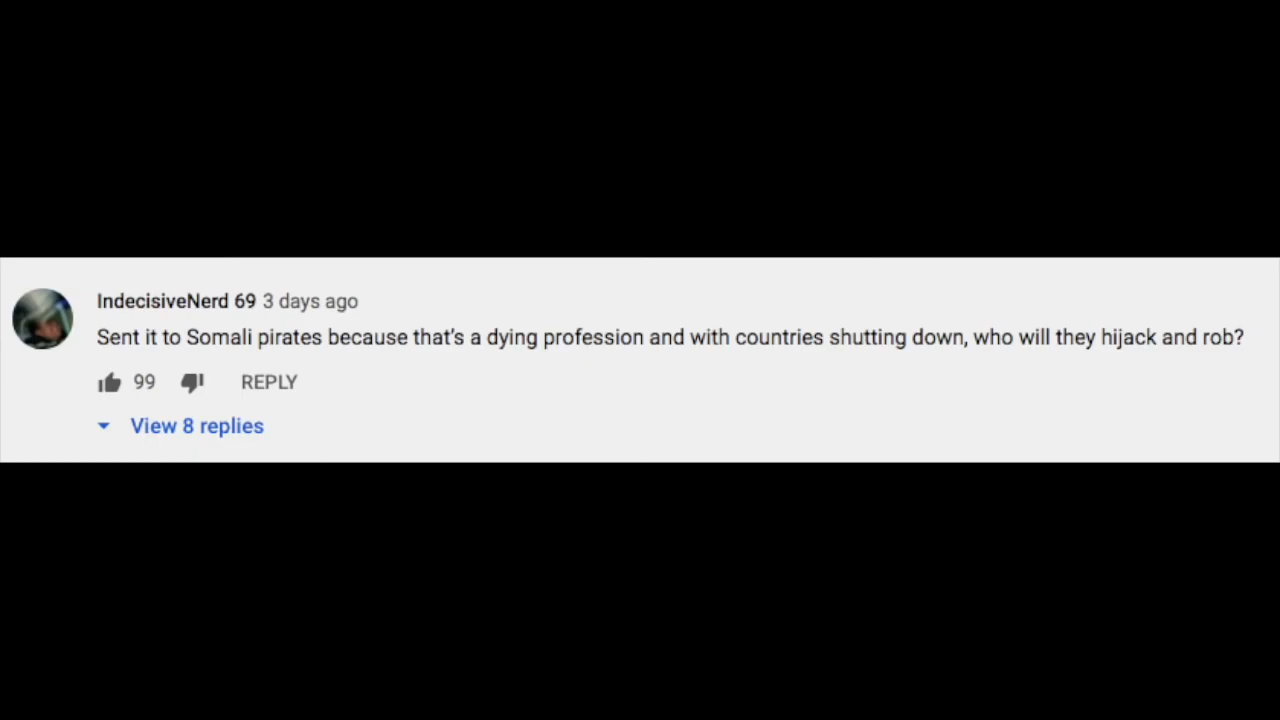 IndecisiveNerd 69 3 days ago
Sent it to Somali pirates because that's a dying profession and with countries shutting down, who will they hijack and rob?
99 REPLY
View 8 replies